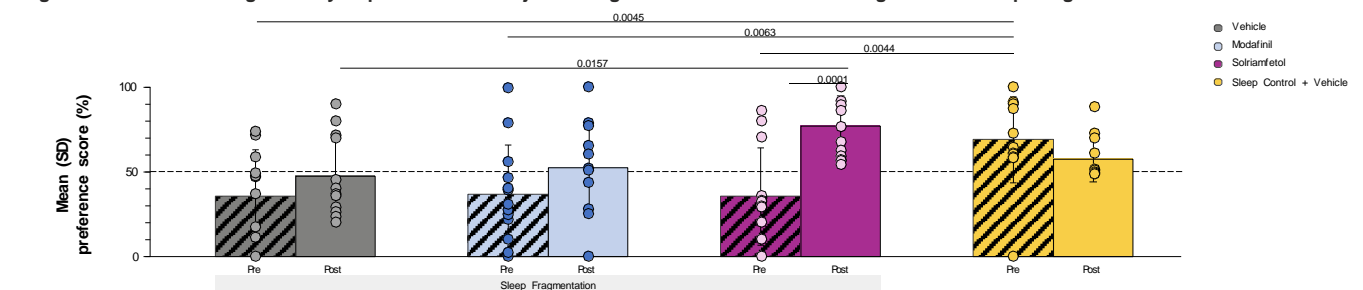 0.0045
0.0063
0.0044
0.0157
0.0001
Vehicle
Modafinil
Solriamfetol
Sleep Control + Vehicle
Mean (SD)
preference score (%)
100
50
0
Pre Post Pre Post Pre Post Pre Post
Sleep Fragmentation